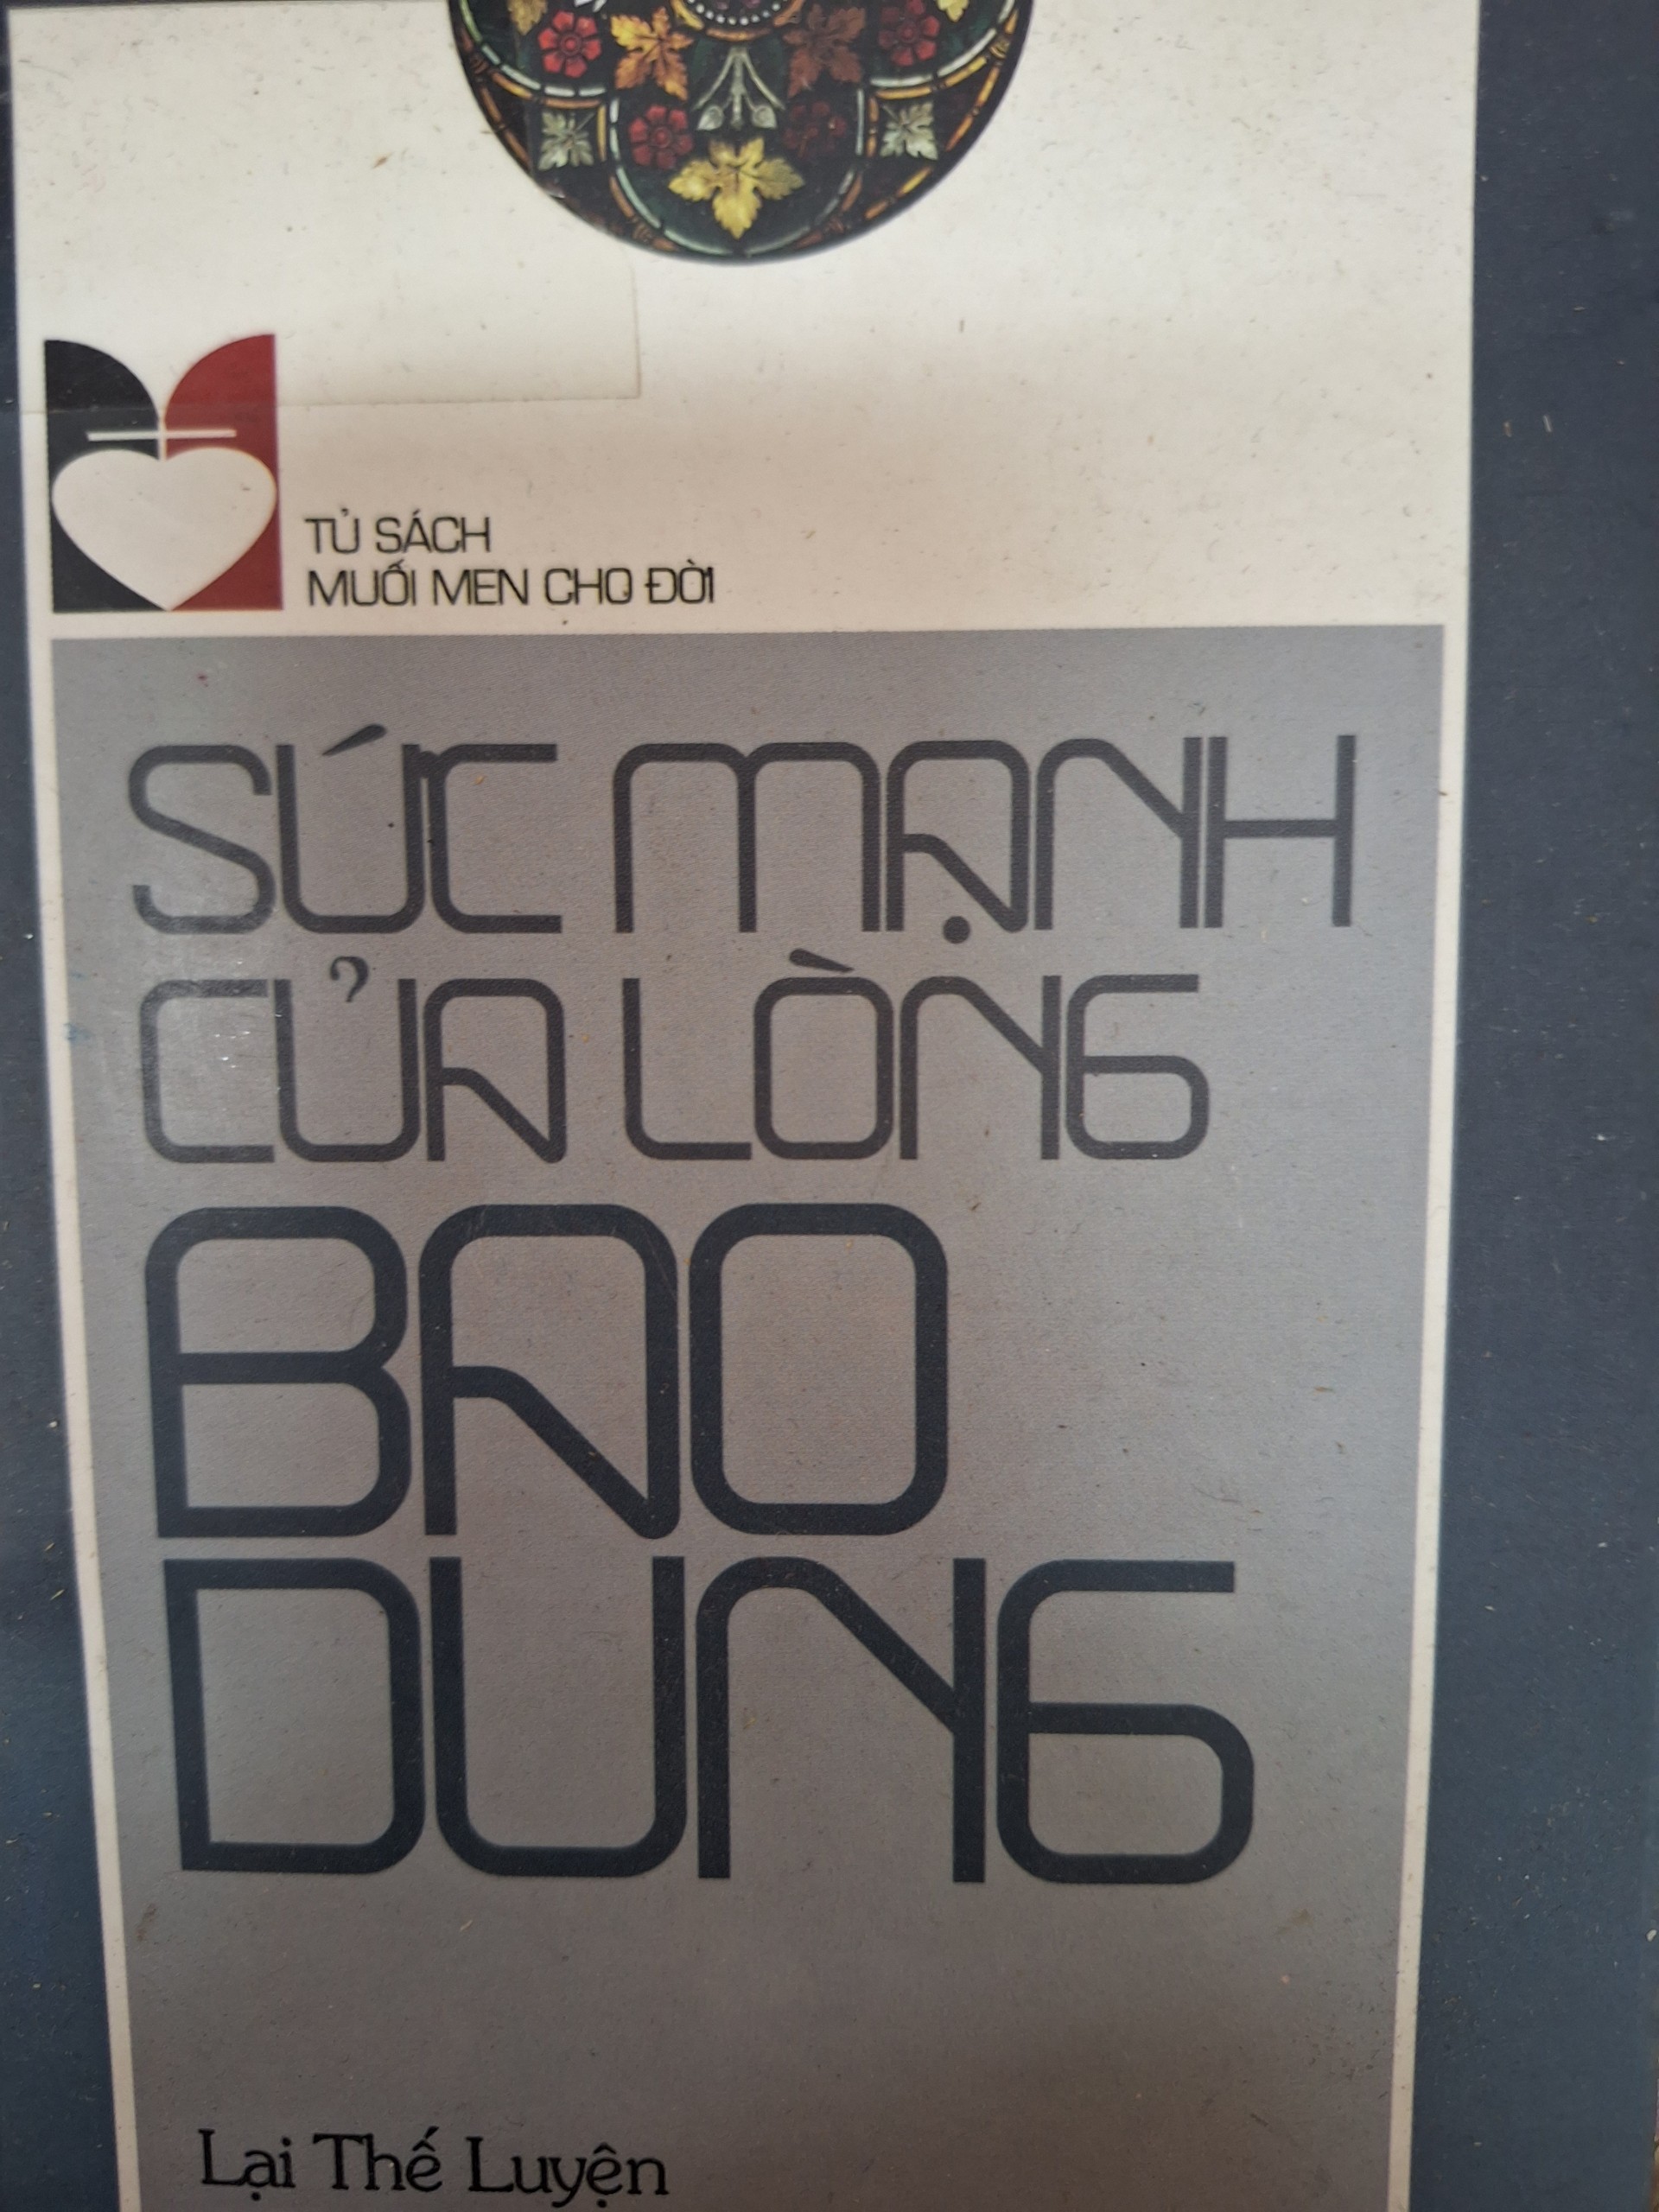 TỦ SÁCH
MUỐI MEN CHO ĐỜI
SỨC MẠNH
CỦA LÒNG
BAO
DUNG
Lại Thế Luyện